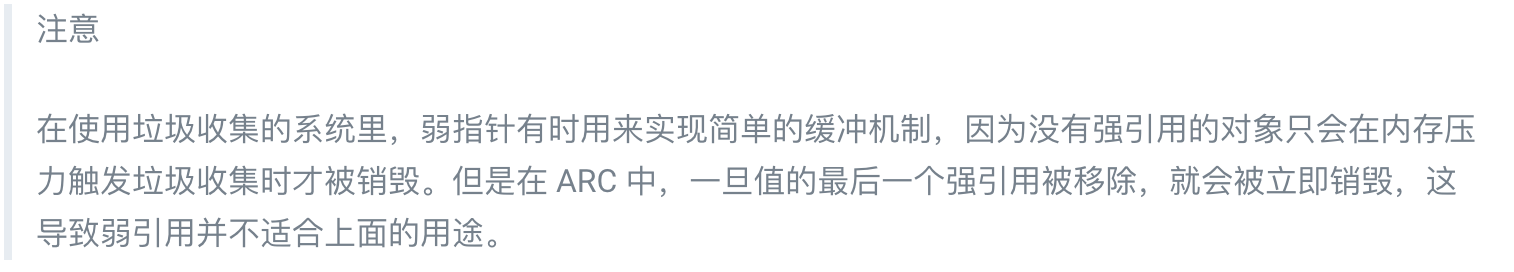 注意
在使用垃圾收集的系统里，弱指针有时用来实现简单的缓冲机制，因为没有强引用的对象只会在内存压
力触发垃圾收集时才被销毁。但是在 ARC 中，一旦值的最后一个强引用被移除，就会被立即销毁，这
导致弱引用并不适合上面的用途。